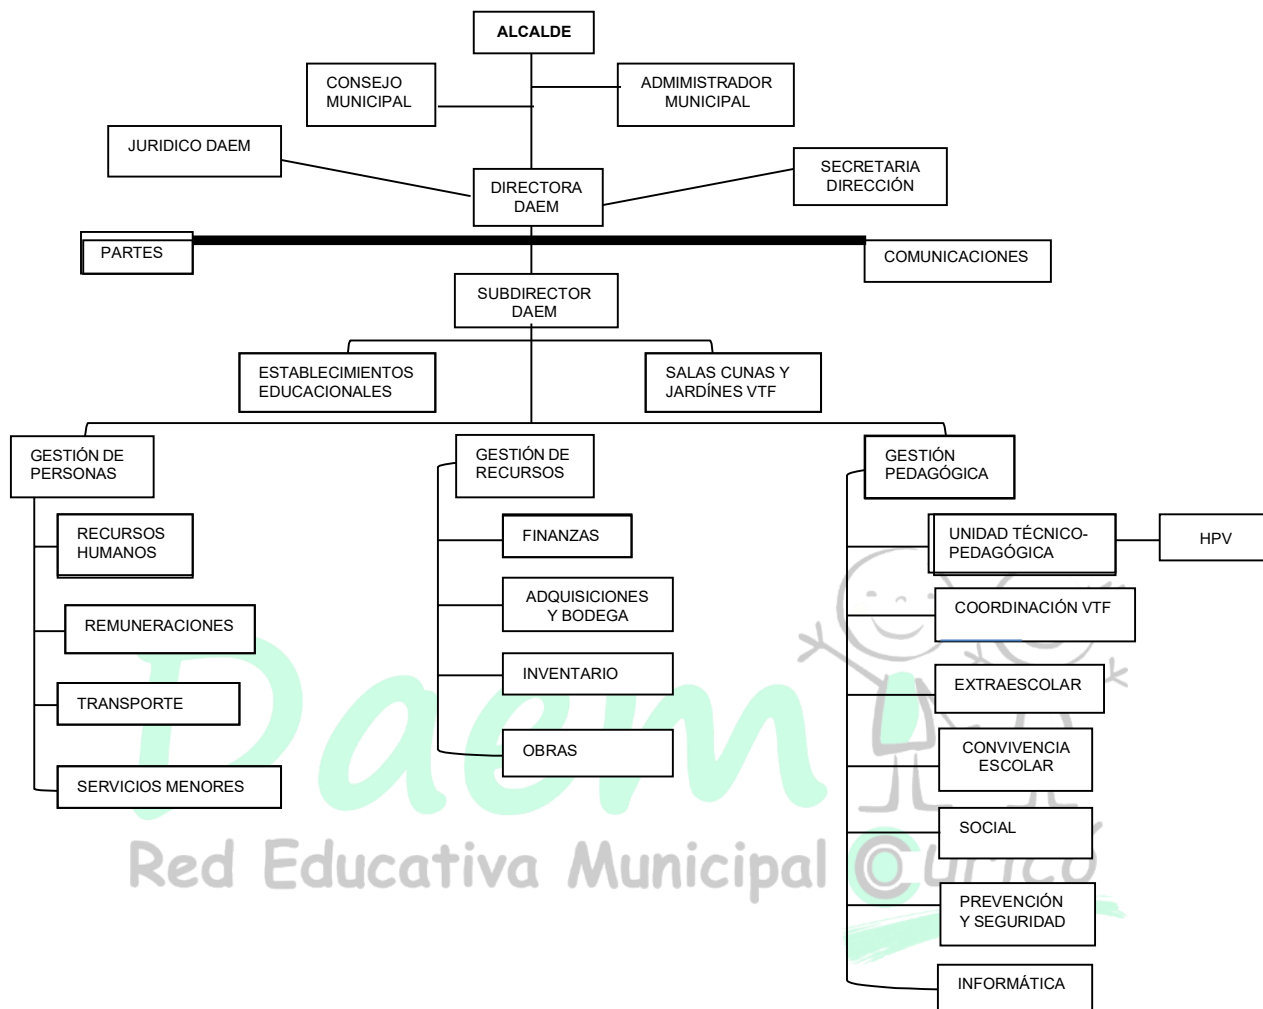 ALCALDE
CONSEJO
MUNICIPAL
ADMIMISTRADOR
MUNICIPAL
JURIDICO DAEM
SECRETARIA
DIRECCIÓN
DIRECTORA
DAEM
PARTES
COMUNICACIONES
SUBDIRECTOR
DAEM
ESTABLECIMIENTOS
EDUCACIONALES
SALAS CUNAS Y
JARDÍNES VTF
GESTIÓN DE
PERSONAS
RECURSOS
HUMANOS
REMUNERACIONES
TRANSPORTE
SERVICIOS MENORES
GESTIÓN DE
RECURSOS
FINANZAS
ADQUISICIONES
Y BODEGA
INVENTARIO
OBRAS
GESTIÓN
PEDAGÓGICA
UNIDAD TÉCNICO-
PEDAGÓGICA
HPV
COORDINACIÓN VTF
EXTRAESCOLAR
CONVIVENCIA
ESCOLAR
SOCIAL
PREVENCIÓN
Y SEGURIDAD
INFORMÁTICA
Daem
Red Educativa Municipal Curicó